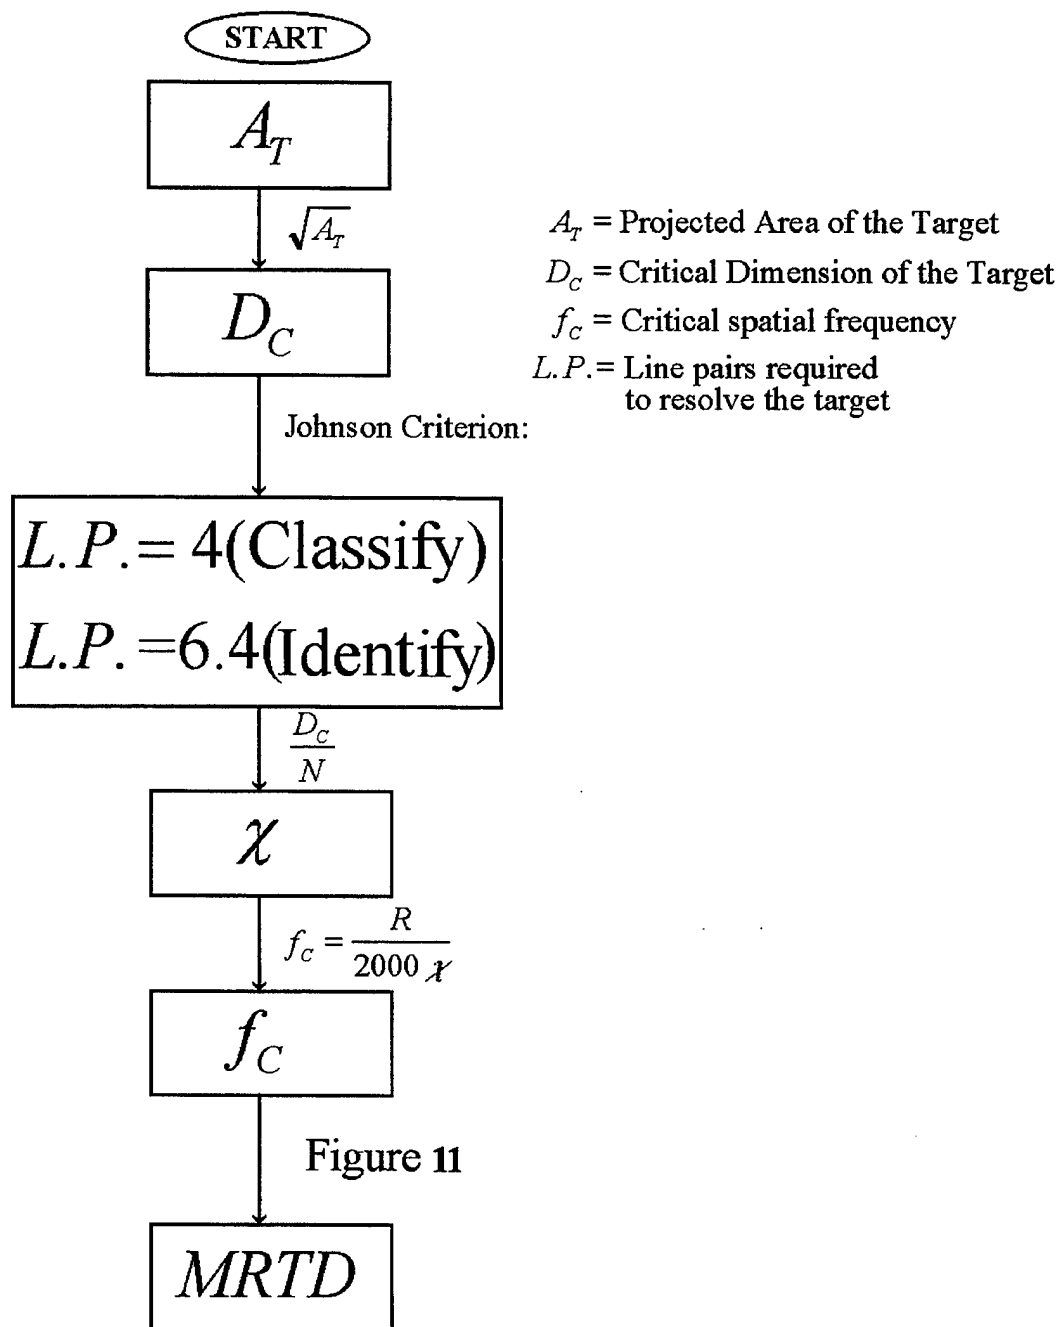 START
A_T
√A_T
A_T = Projected Area of the Target
D_C = Critical Dimension of the Target
D_C
f_C = Critical spatial frequency
L.P.= Line pairs required
to resolve the target
Johnson Criterion:
L.P.= 4(Classify)
L.P.=6.4(Identify)
D_C/N
χ
f_C = R/2000 χ
f_C
Figure 11
MRTD